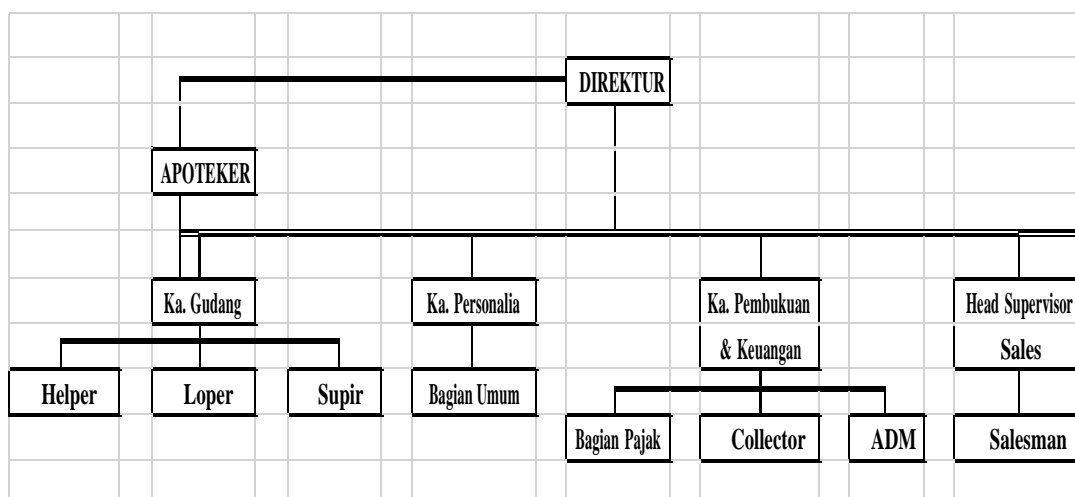 DIREKTUR
APOTEKER
Ka. Gudang
Ka. Personalia
Ka. Pembukuan
& Keuangan
Head Supervisor
Sales
Helper
Loper
Supir
Bagian Umum
Bagian Pajak
Collector
ADM
Salesman